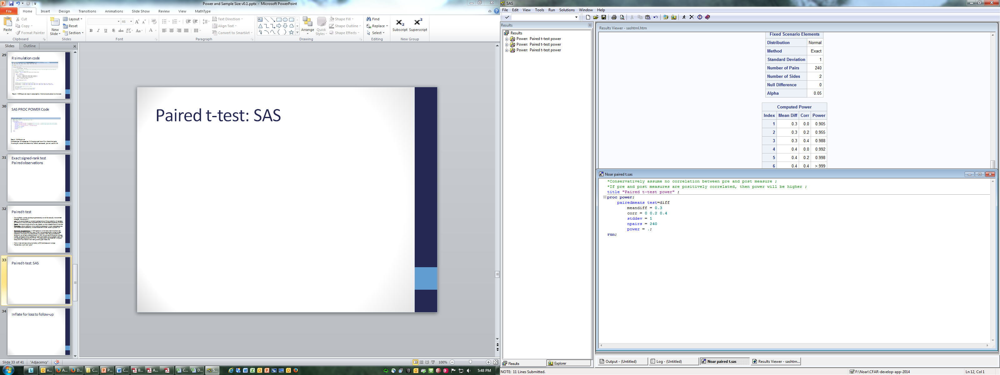 Power and Sample Size v0.1.pptx - Microsoft PowerPoint
File Home Insert Design Transitions Animations Slide Show Review View MathType
Paste
Cut
Copy
Format Painter
Clipboard
New Slide
Layout
Reset
Section
Slides
46
Font
Text Direction
Align Text
Convert to SmartArt
Paragraph
Arrange
Quick Styles
Shape Fill
Shape Outline
Shape Effects
Drawing
Find
Replace
Select
Editing
Subscript Superscript
New Group
Slides Outline
29
R simulation code
30
SAS PROC POWER Code
31
Exact signed-rank test
Paired observations
32
Paired t-test
33
Paired t-test: SAS
34
Inflate for loss to follow-up
Paired t-test: SAS
Slide 33 of 41 "Adjacency" 100%
SAS
File Edit View Tools Run Solutions Window Help
Results
Results
Power: Paired t-test power
Power: Paired t-test power
Power: Paired t-test power
Results Explorer
Results Viewer - sashtml.htm
Fixed Scenario Elements
Distribution Normal
Method Exact
Standard Deviation 1
Number of Pairs 240
Number of Sides 2
Null Difference 0
Alpha 0.05
Computed Power
Index Mean Diff Corr Power
1 0.3 0.0 0.905
2 0.3 0.2 0.955
3 0.3 0.4 0.988
4 0.4 0.0 0.992
5 0.4 0.2 0.998
6 0.4 0.4 >.999
Noar paired t.sas
*Conservatively assume no correlation between pre and post measure ;
*If pre and post measures are positively correlated, then power will be higher ;
title "Paired t-test power" ;
proc power;
pairedmeans test=diff
meandiff = 0.3
corr = 0 0.2 0.4
stddev = 1
npairs = 240
power = .;
run;
Output - (Untitled) Log - (Untitled) Noar paired t.sas Results Viewer - sashtm...
NOTE: 11 Lines Submitted. F:\Noar\CFAR-develop-app-2014 Ln 12, Col 1
n... A... D... C... P... C... B... A... C... D... S...
5:48 PM